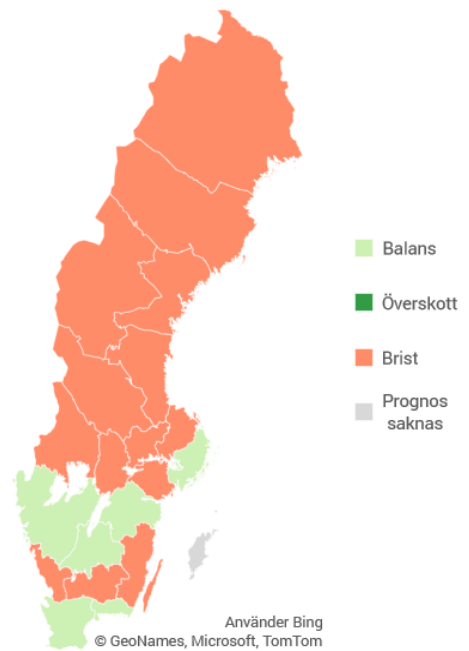 Balans
Överskott
Brist
Prognos
saknas
Använder Bing
© GeoNames, Microsoft, TomTom